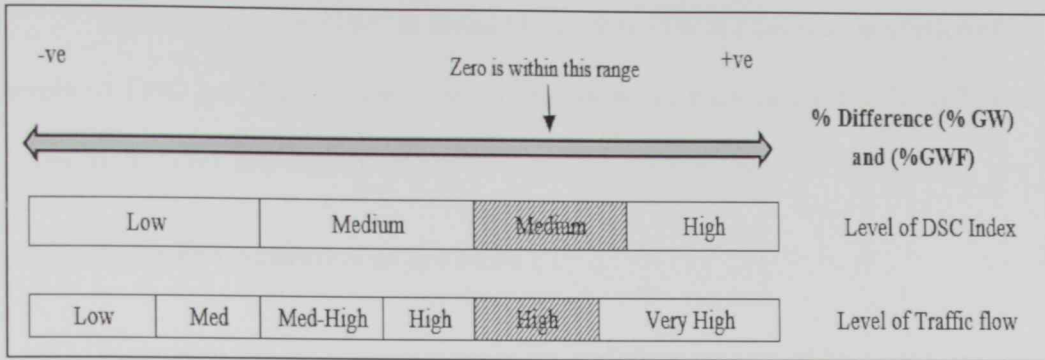 -ve
+ve
Zero is within this range
% Difference (% GW)
and (%GWF)
Low Medium Medium High Level of DSC Index
Low Med Med-High High High Very High Level of Traffic flow